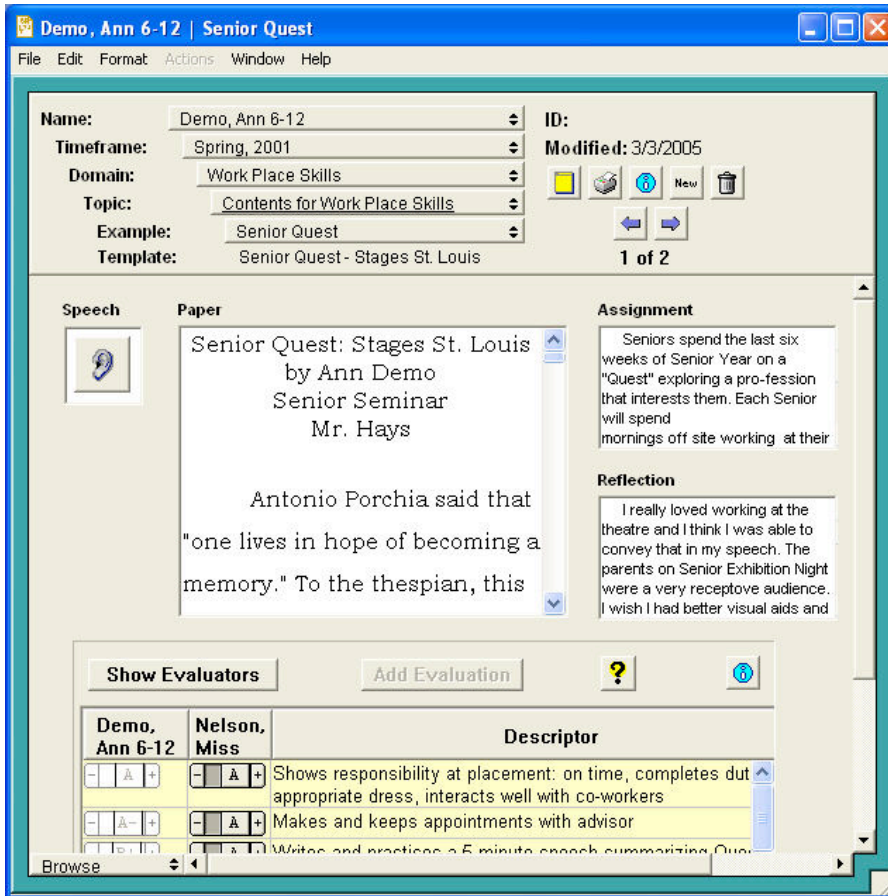 Demo, Ann 6-12 | Senior Quest
File Edit Format Actions Window Help
Name: Demo, Ann 6-12 ID:
Timeframe: Spring, 2001 Modified: 3/3/2005
Domain: Work Place Skills
New
Topic: Contents for Work Place Skills
Example: Senior Quest
Template: Senior Quest - Stages St. Louis 1 of 2
Speech
Paper
Senior Quest: Stages St. Louis
by Ann Demo
Senior Seminar
Mr. Hays
Antonio Porchia said that
"one lives in hope of becoming a
memory." To the thespian, this
Assignment
Seniors spend the last six
weeks of Senior Year on a
"Quest" exploring a pro-fession
that interests them. Each Senior
will spend
mornings off site working at their
Reflection
I really loved working at the
theatre and I think I was able to
convey that in my speech. The
parents on Senior Exhibition Night
were a very receptove audience.
I wish I had better visual aids and
Show Evaluators Add Evaluation ?
Demo,
Ann 6-12
Nelson,
Miss
Descriptor
- A + - A + Shows responsibility at placement: on time, completes dut
appropriate dress, interacts well with co-workers
- A- + - A + Makes and keeps appointments with advisor
Writes and practices a 5 minute speech summarizing
Browse